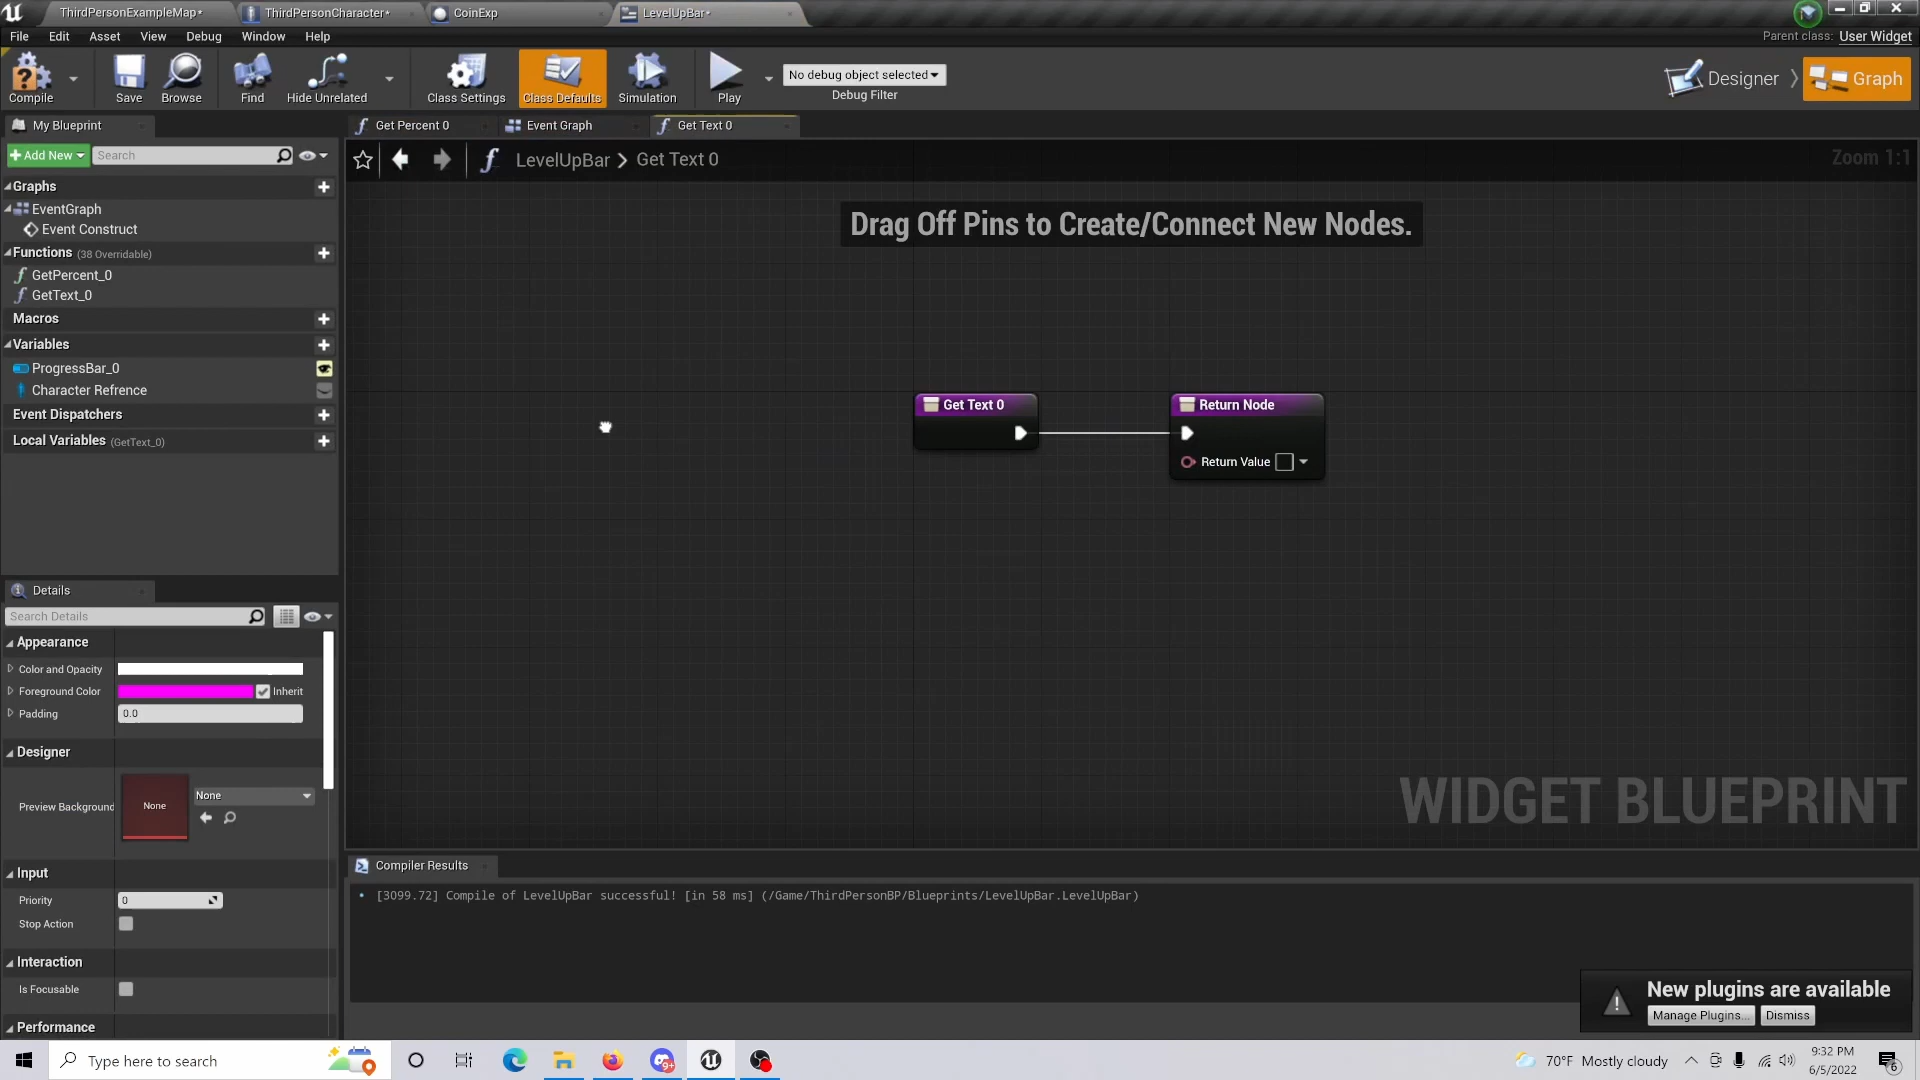 ThirdPersonExampleMap*
ThirdPersonCharacter*
CoinExp
LevelUpBar*
File Edit Asset View Debug Window Help
Parent class: User Widget
Compile
Save
Browse
Find
Hide Unrelated
Class Settings
Class Defaults
Simulation
Play
No debug object selected
Debug Filter
Designer
Graph
My Blueprint
Get Percent 0
Event Graph
Get Text 0
Add New
Search
LevelUpBar > Get Text 0
Zoom 1:1
Graphs
EventGraph
Event Construct
Functions (38 Overridable)
GetPercent_0
GetText_0
Macros
Variables
ProgressBar_0
Character Refrence
Event Dispatchers
Local Variables (GetText_0)
Drag Off Pins to Create/Connect New Nodes.
Get Text 0
Return Node
Return Value
WIDGET BLUEPRINT
Details
Search Details
Appearance
Color and Opacity
Foreground Color
Inherit
Padding
0.0
Designer
Preview Background
None
None
Input
Priority
0
Stop Action
Interaction
Is Focusable
Performance
Compiler Results
[3099.72] Compile of LevelUpBar successful! [in 58 ms] (/Game/ThirdPersonBP/Blueprints/LevelUpBar.LevelUpBar)
New plugins are available
Manage Plugins...
Dismiss
Type here to search
9+
70°F Mostly cloudy
9:32 PM
6/5/2022
6